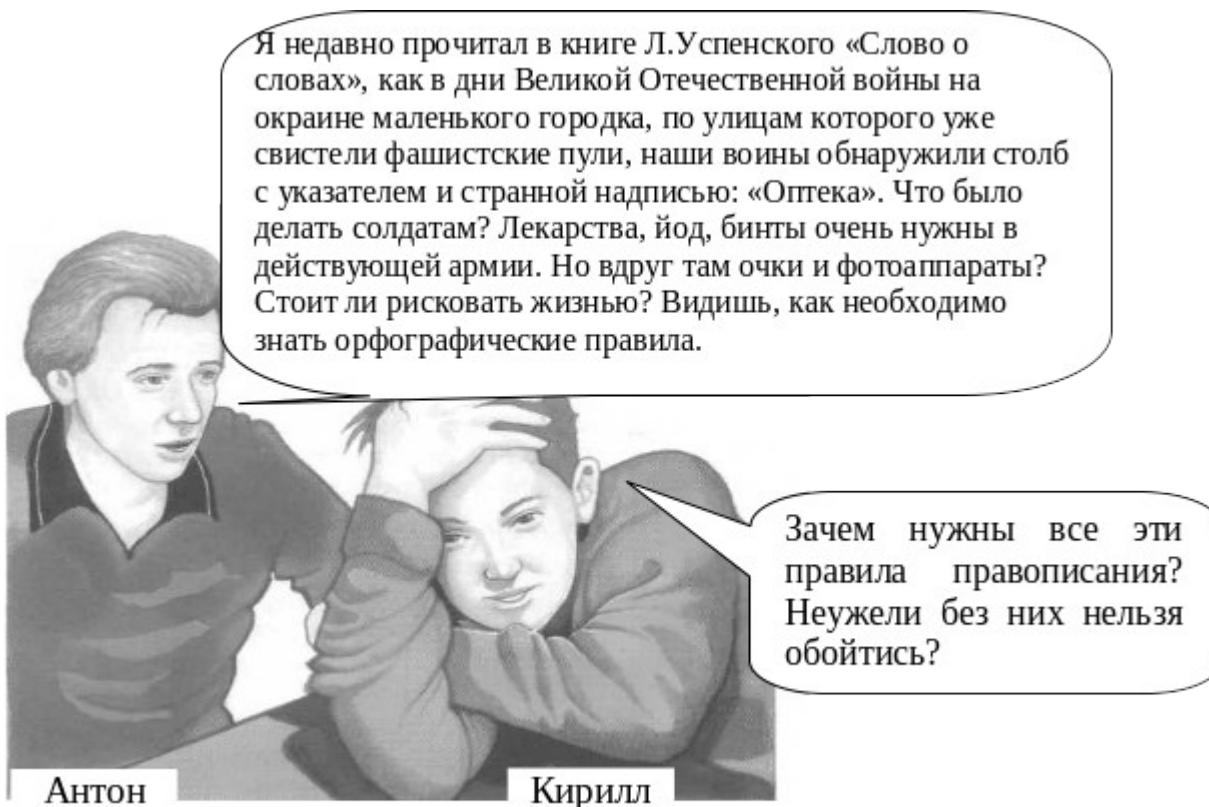 Я недавно прочитал в книге Л.Успенского «Слово о
словах», как в дни Великой Отечественной войны на
окраине маленького городка, по улицам которого уже
свистели фашистские пули, наши воины обнаружили столб
с указателем и странной надписью: «Оптека». Что было
делать солдатам? Лекарства, йод, бинты очень нужны в
действующей армии. Но вдруг там очки и фотоаппараты?
Стоит ли рисковать жизнью? Видишь, как необходимо
знать орфографические правила.
Зачем нужны все эти
правила правописания?
Неужели без них нельзя
обойтись?
Антон
Кирилл